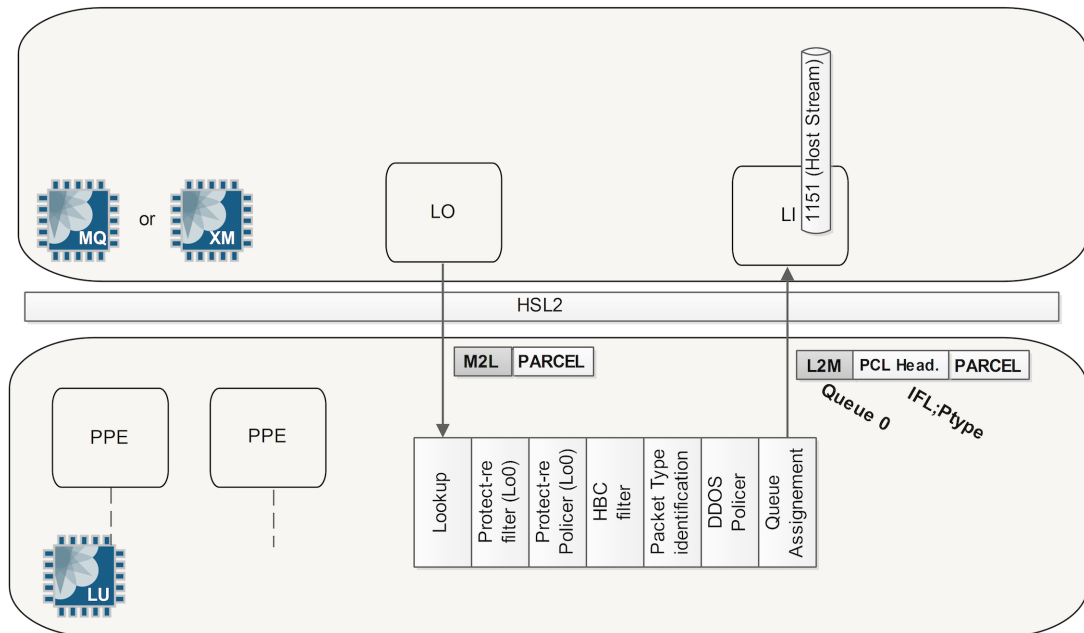 1151 (Host Stream)
LO
LI
MQ
or
XM
HSL2
M2L
PARCEL
L2M
PCL Head.
PARCEL
Queue 0
IFL;Ptype
PPE
PPE
Lookup
Protect-re
filter (Lo0)
Protect-re
Policer (Lo0)
HBC
filter
Packet Type
identification
DDOS
Policer
Queue
Assignement
LU